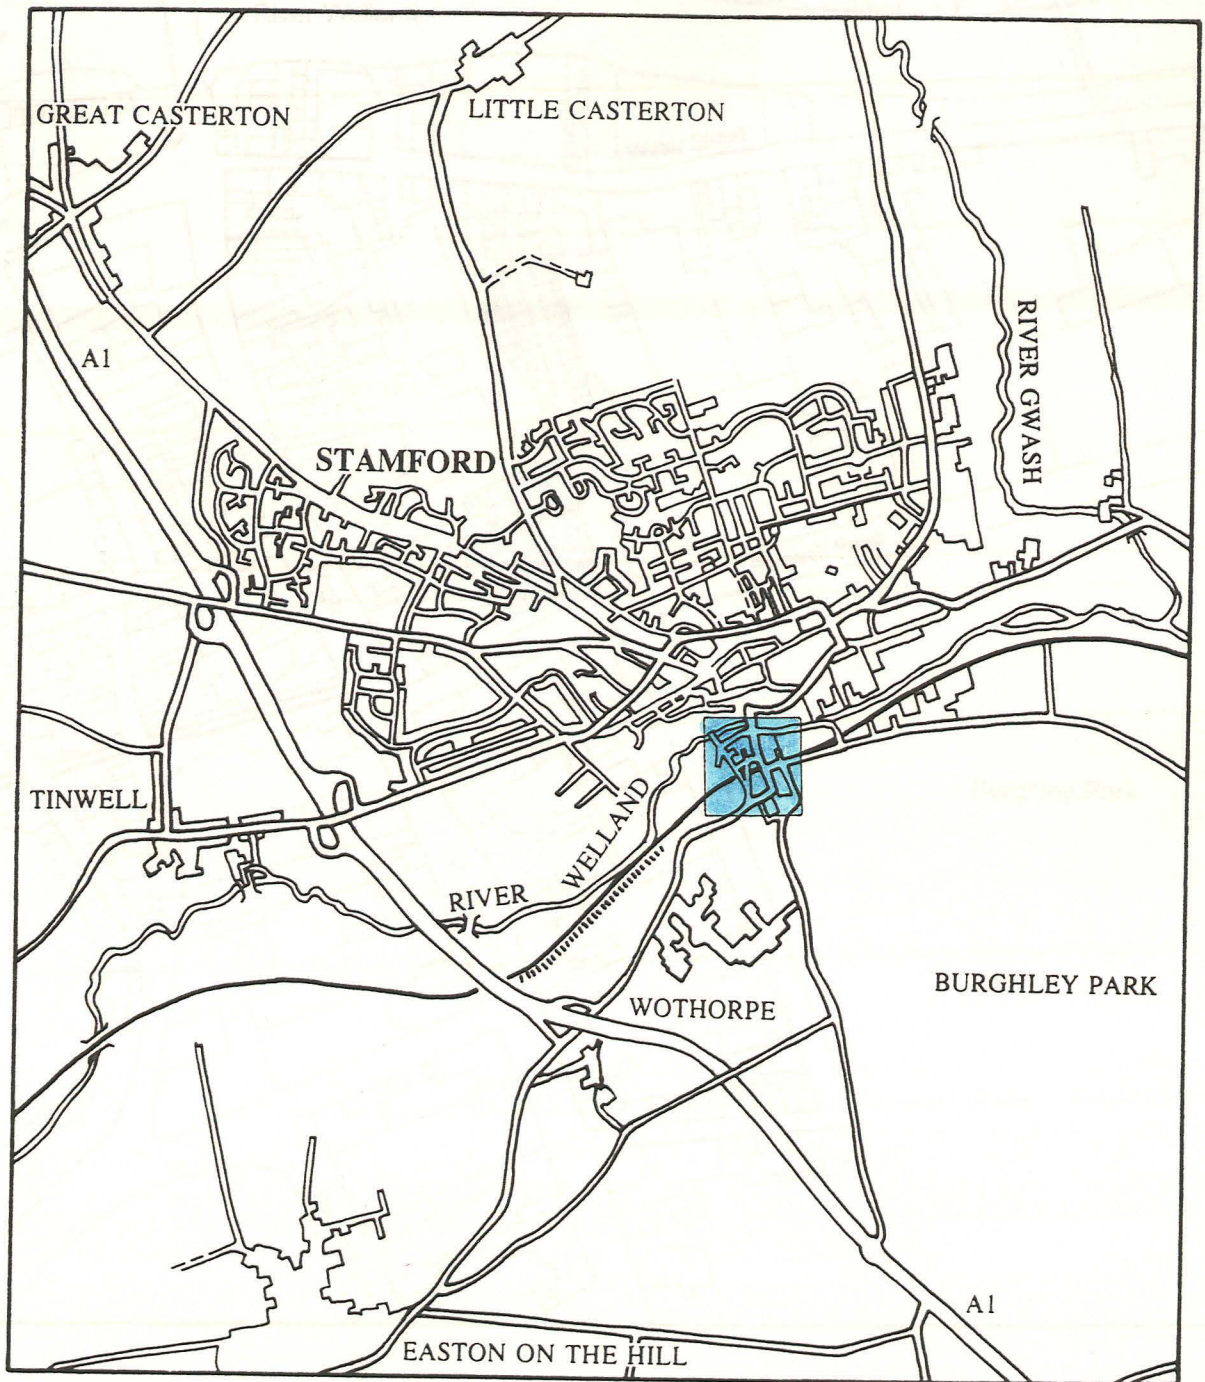 GREAT CASTERTON
LITTLE CASTERTON
A1
RIVER GWASH
STAMFORD
TINWELL
RIVER WELLAND
WOTHORPE
BURGHLEY PARK
A1
EASTON ON THE HILL